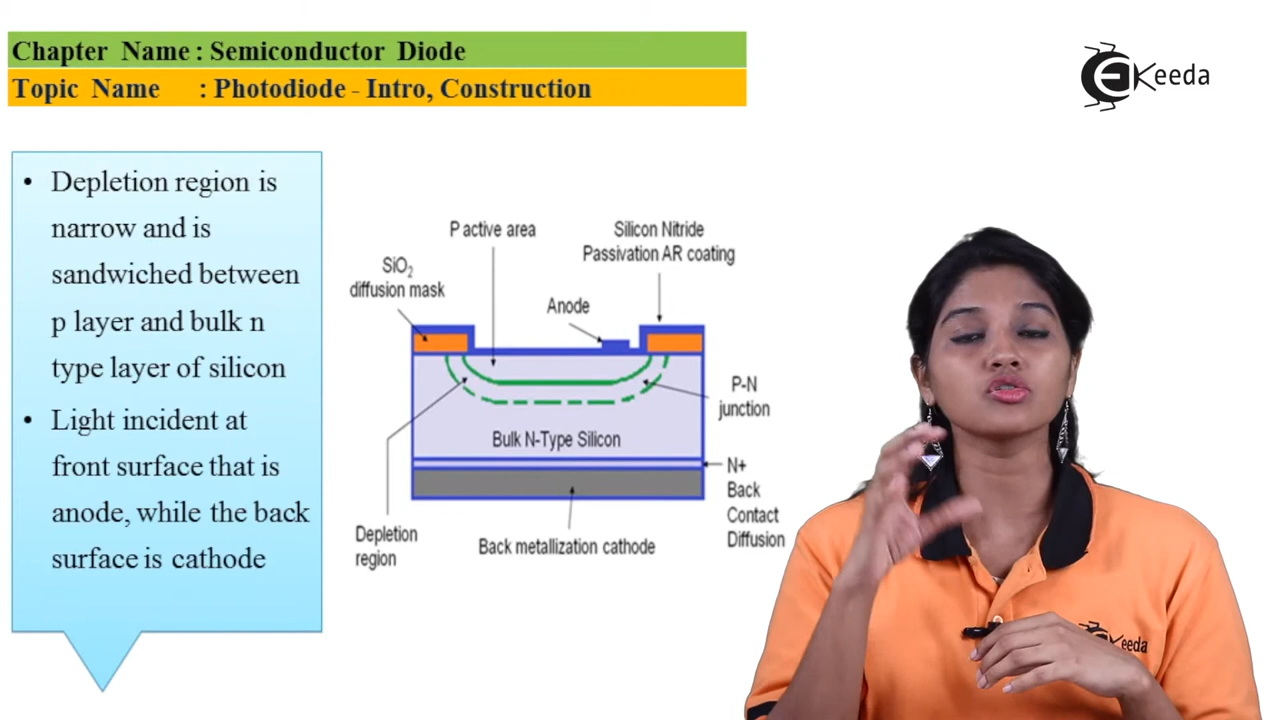 Chapter Name : Semiconductor Diode
Topic Name : Photodiode - Intro, Construction
Keeda
• Depletion region is
narrow and is
sandwiched between
p layer and bulk n
type layer of silicon
• Light incident at
front surface that is
anode, while the back
surface is cathode
P active area
Silicon Nitride
Passivation AR coating
SiO2
diffusion mask
Anode
P-N
junction
Bulk N-Type Silicon
N+
Back
Contact
Diffusion
Depletion
region
Back metallization cathode
Keeda